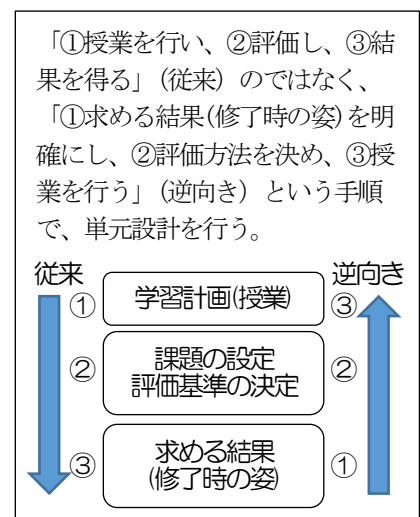 「①授業を行い、②評価し、③結
果を得る」(従来) のではなく、
「①求める結果(修了時の姿)を明
確にし、②評価方法を決め、③授
業を行う」(逆向き) という手順
で、単元設計を行う。
従来 逆向き
① 学習計画(授業) ③
② 課題の設定 ②
評価基準の決定
③ 求める結果 ①
(修了時の姿)